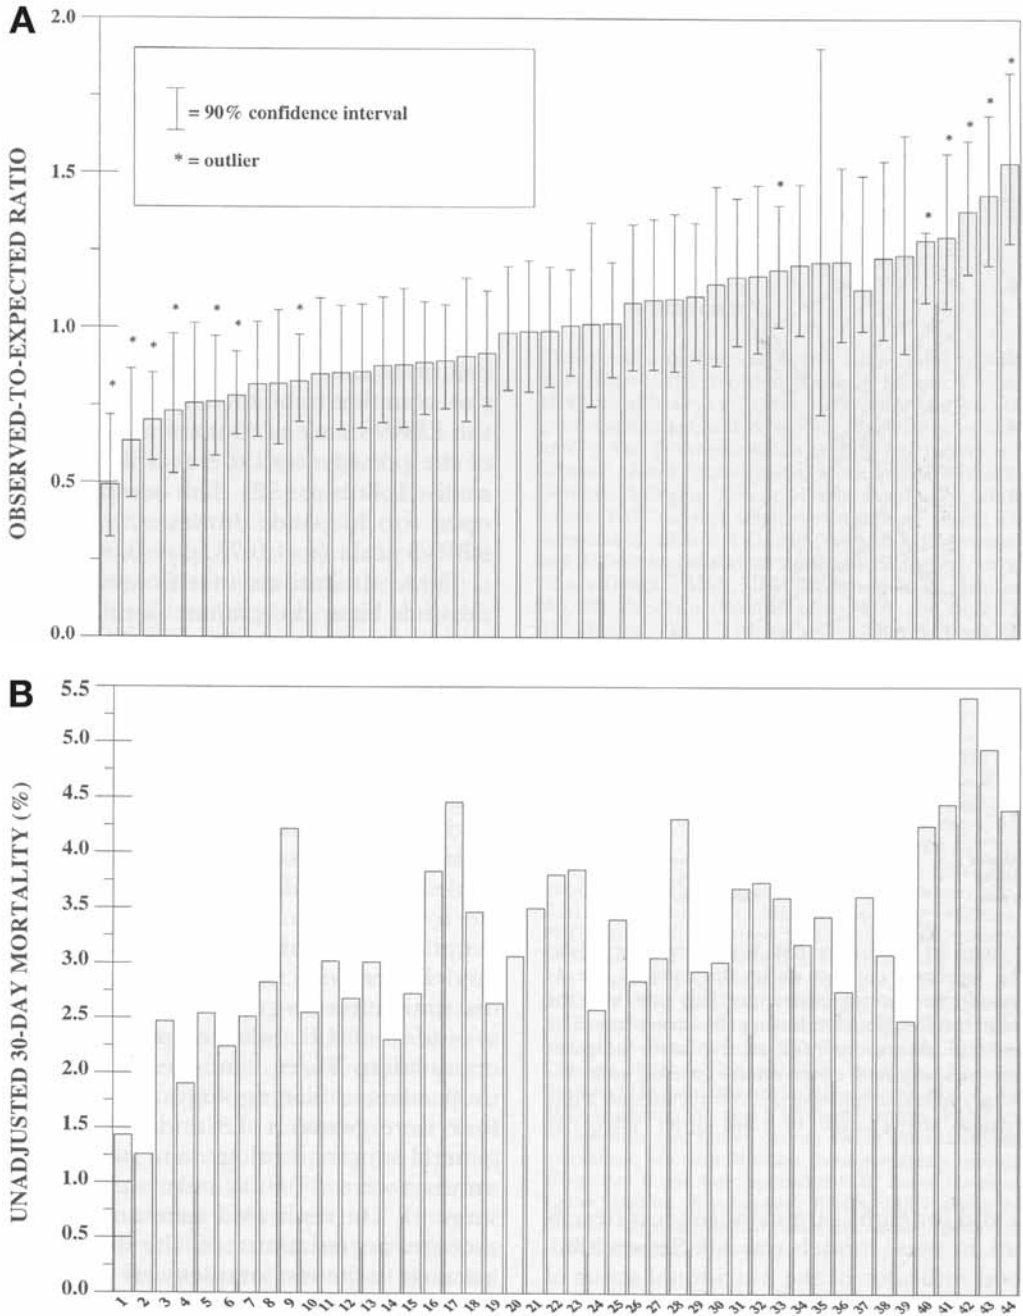 A
2.0
= 90% confidence interval
* = outlier
1.5
1.0
0.5
0.0
OBSERVED-TO-EXPECTED RATIO
* * * * * * * * * * * * *
B
5.5
5.0
4.5
4.0
3.5
3.0
2.5
2.0
1.5
1.0
0.5
0.0
UNADJUSTED 30-DAY MORTALITY (%)
1 2 3 4 5 6 7 8 9 10 11 12 13 14 15 16 17 18 19 20 21 22 23 24 25 26 27 28 29 30 31 32 33 34 35 36 37 38 39 40 41 42 43 44